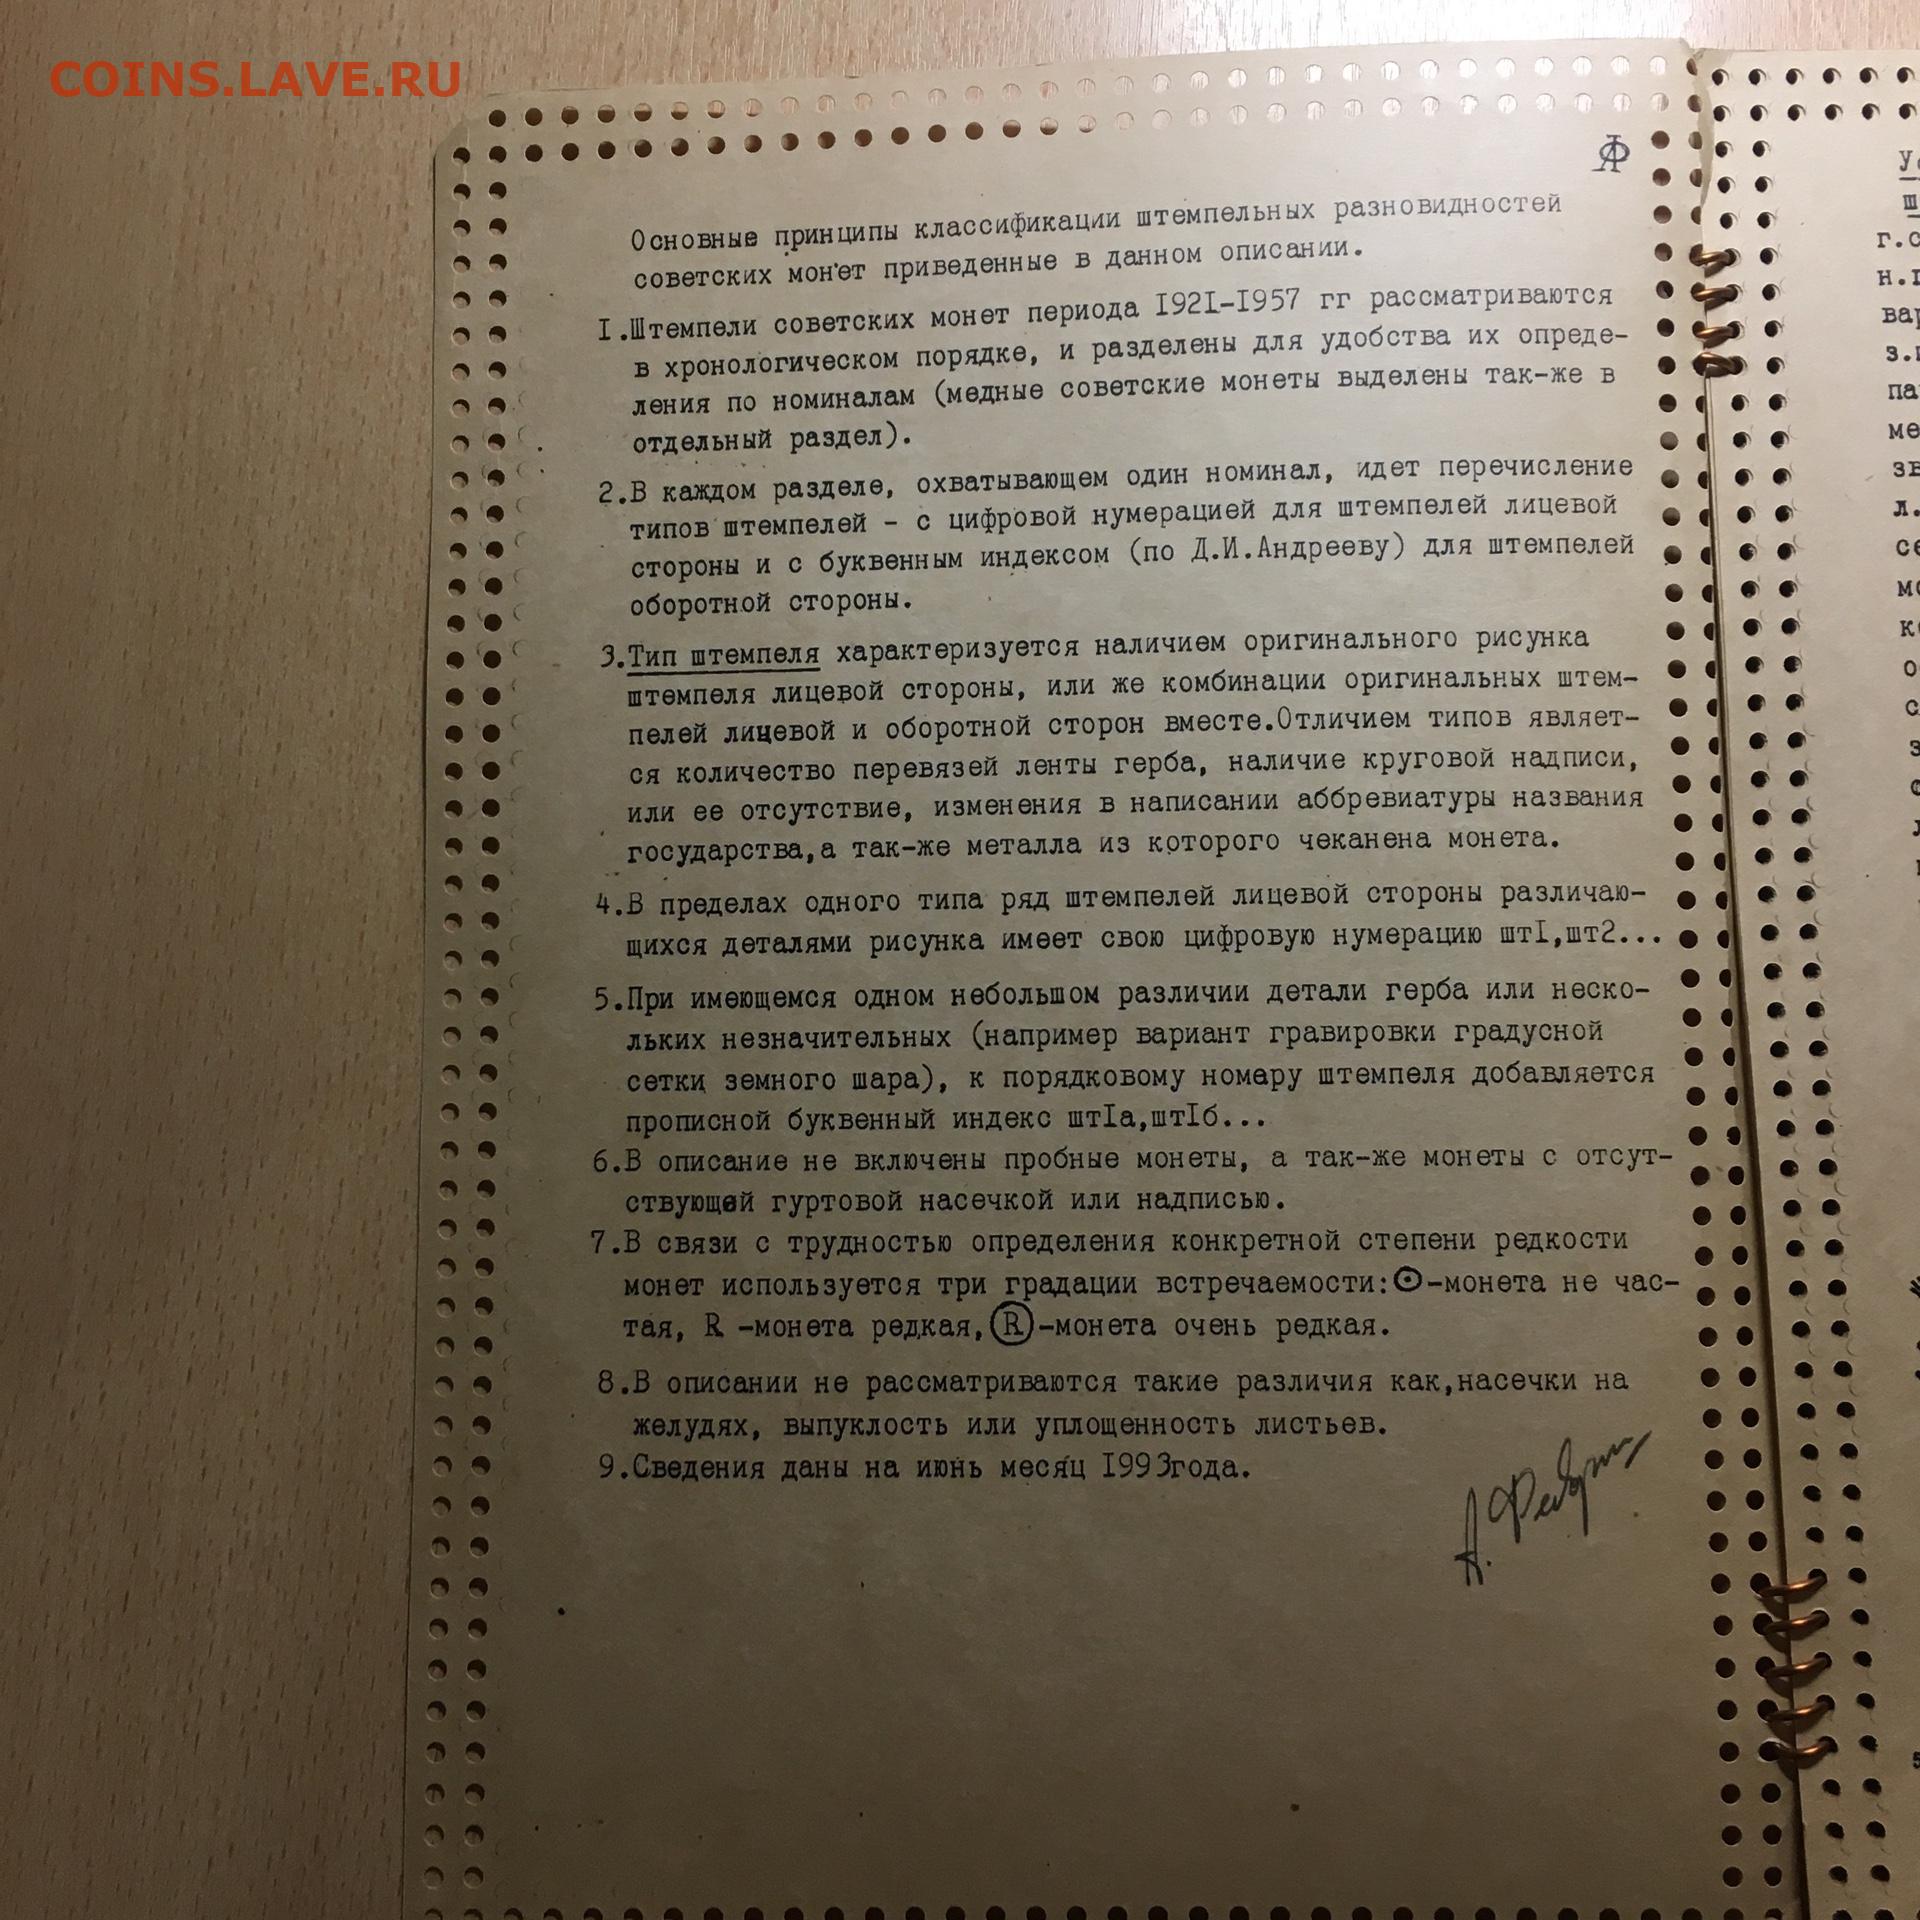 COINS.LAVE.RU
Основные принципы классификации штемпельных разновидностей
советских монет приведенные в данном описании.
1.Штемпели советских монет периода 1921-1957 гг рассматриваются
в хронологическом порядке, и разделены для удобства их опреде-
ления по номиналам (медные советские монеты выделены так-же в
отдельный раздел).
2.В каждом разделе, охватывающем один номинал, идет перечисление
типов штемпелей - с цифровой нумерацией для штемпелей лицевой
стороны и с буквенным индексом (по Д.И.Андрееву) для штемпелей
оборотной стороны.
3.Тип штемпеля характеризуется наличием оригинального рисунка
штемпеля лицевой стороны, или же комбинации оригинальных штем-
пелей лицевой и оборотной сторон вместе.Отличием типов являет-
ся количество перевязей ленты герба, наличие круговой надписи,
или ее отсутствие, изменения в написании аббревиатуры названия
государства,а так-же металла из которого чеканена монета.
4.В пределах одного типа ряд штемпелей лицевой стороны различаю-
щихся деталями рисунка имеет свою цифровую нумерацию шт1,шт2...
5.При имеющемся одном небольшом различии детали герба или неско-
льких незначительных (например вариант гравировки градусной
сетки земного шара), к порядковому номеру штемпеля добавляется
прописной буквенный индекс шт1а,шт1б...
6.В описание не включены пробные монеты, а так-же монеты с отсут-
ствующей гуртовой насечкой или надписью.
7.В связи с трудностью определения конкретной степени редкости
монет используется три градации встречаемости:⊙-монета не час-
тая, R -монета редкая,Ⓡ-монета очень редкая.
8.В описании не рассматриваются такие различия как,насечки на
желудях, выпуклость или уплощенность листьев.
9.Сведения даны на июнь месяц 1993года.